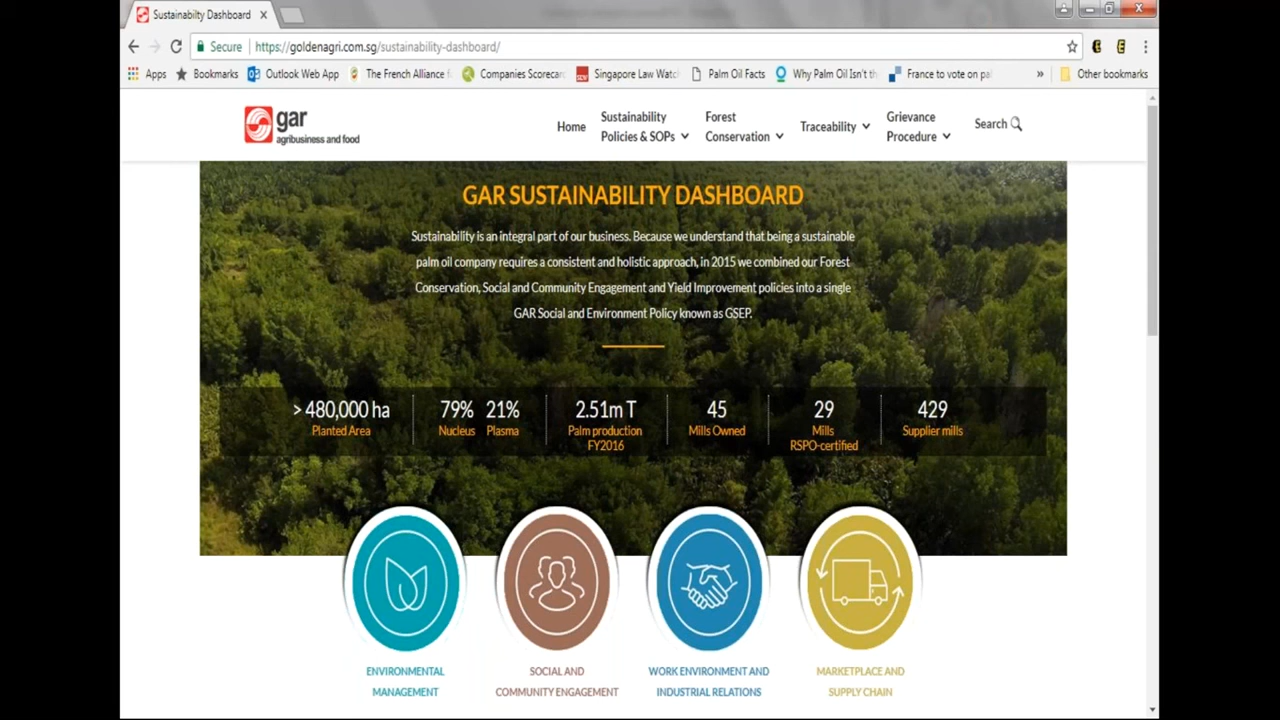 Sustainabilty Dashboard
Secure https://goldenagri.com.sg/sustainability-dashboard/
Apps Bookmarks Outlook Web App The French Alliance f Companies Scorecar Singapore Law Watc Palm Oil Facts Why Palm Oil Isn't th France to vote on pal » Other bookmarks
gar
agribusiness and food
Home
Sustainability
Policies & SOPs
Forest
Conservation
Traceability
Grievance
Procedure
Search
GAR SUSTAINABILITY DASHBOARD
Sustainability is an integral part of our business. Because we understand that being a sustainable
palm oil company requires a consistent and holistic approach, in 2015 we combined our Forest
Conservation, Social and Community Engagement and Yield Improvement policies into a single
GAR Social and Environment Policy known as GSEP.
> 480,000 ha
Planted Area
79% 21%
Nucleus Plasma
2.51m T
Palm production
FY2016
45
Mills Owned
29
Mills
RSPO-certified
429
Supplier mills
ENVIRONMENTAL
MANAGEMENT
SOCIAL AND
COMMUNITY ENGAGEMENT
WORK ENVIRONMENT AND
INDUSTRIAL RELATIONS
MARKETPLACE AND
SUPPLY CHAIN